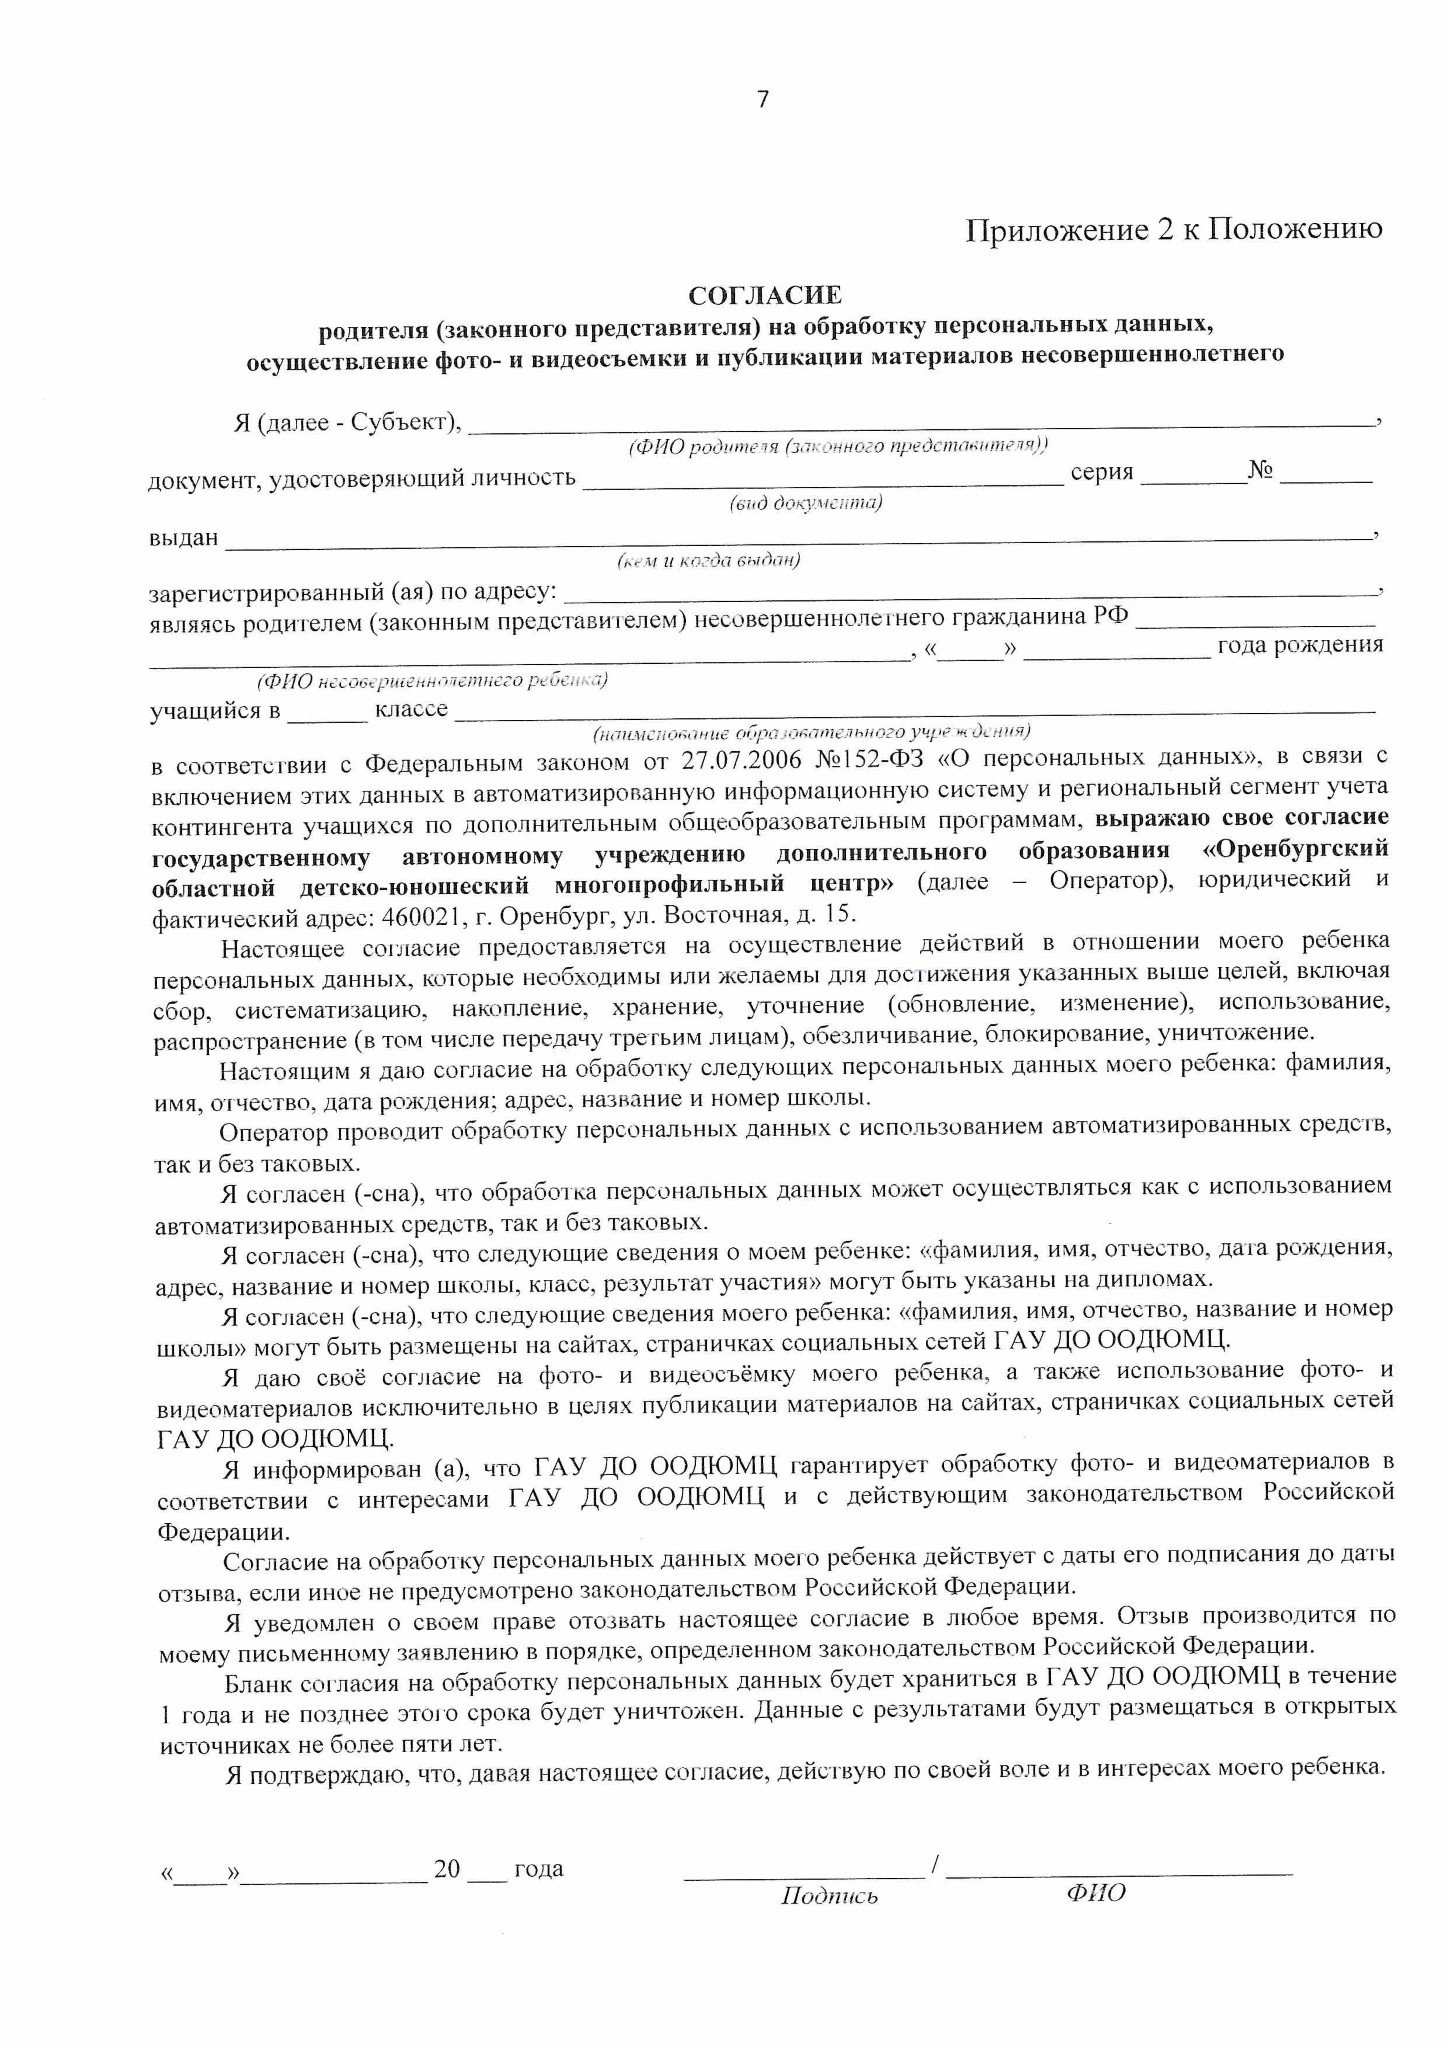 7
Приложение 2 к Положению
СОГЛАСИЕ
родителя (законного представителя) на обработку персональных данных,
осуществление фото- и видеосъемки и публикации материалов несовершеннолетнего
Я (далее - Субъект), ____________________,
(ФИО родителя (законного представителя))
документ, удостоверяющий личность ____________________ серия ________№ _______
(вид документа)
выдан ____________________,
(кем и когда выдан)
зарегистрированный (ая) по адресу: ____________________,
являясь родителем (законным представителем) несовершеннолетнего гражданина РФ __________________
____________________, «_____» ______________ года рождения
(ФИО несовершеннолетнего ребенка)
учащийся в ______ классе ____________________
(наименование образовательного учреждения)
в соответствии с Федеральным законом от 27.07.2006 №152-ФЗ «О персональных данных», в связи с
включением этих данных в автоматизированную информационную систему и региональный сегмент учета
контингента учащихся по дополнительным общеобразовательным программам, выражаю свое согласие
государственному автономному учреждению дополнительного образования «Оренбургский
областной детско-юношеский многопрофильный центр» (далее – Оператор), юридический и
фактический адрес: 460021, г. Оренбург, ул. Восточная, д. 15.
Настоящее согласие предоставляется на осуществление действий в отношении моего ребенка
персональных данных, которые необходимы или желаемы для достижения указанных выше целей, включая
сбор, систематизацию, накопление, хранение, уточнение (обновление, изменение), использование,
распространение (в том числе передачу третьим лицам), обезличивание, блокирование, уничтожение.
Настоящим я даю согласие на обработку следующих персональных данных моего ребенка: фамилия,
имя, отчество, дата рождения; адрес, название и номер школы.
Оператор проводит обработку персональных данных с использованием автоматизированных средств,
так и без таковых.
Я согласен (-сна), что обработка персональных данных может осуществляться как с использованием
автоматизированных средств, так и без таковых.
Я согласен (-сна), что следующие сведения о моем ребенке: «фамилия, имя, отчество, дата рождения,
адрес, название и номер школы, класс, результат участия» могут быть указаны на дипломах.
Я согласен (-сна), что следующие сведения моего ребенка: «фамилия, имя, отчество, название и номер
школы» могут быть размещены на сайтах, страничках социальных сетей ГАУ ДО ООДЮМЦ.
Я даю своё согласие на фото- и видеосъёмку моего ребенка, а также использование фото- и
видеоматериалов исключительно в целях публикации материалов на сайтах, страничках социальных сетей
ГАУ ДО ООДЮМЦ.
Я информирован (а), что ГАУ ДО ООДЮМЦ гарантирует обработку фото- и видеоматериалов в
соответствии с интересами ГАУ ДО ООДЮМЦ и с действующим законодательством Российской
Федерации.
Согласие на обработку персональных данных моего ребенка действует с даты его подписания до даты
отзыва, если иное не предусмотрено законодательством Российской Федерации.
Я уведомлен о своем праве отозвать настоящее согласие в любое время. Отзыв производится по
моему письменному заявлению в порядке, определенном законодательством Российской Федерации.
Бланк согласия на обработку персональных данных будет храниться в ГАУ ДО ООДЮМЦ в течение
1 года и не позднее этого срока будет уничтожен. Данные с результатами будут размещаться в открытых
источниках не более пяти лет.
Я подтверждаю, что, давая настоящее согласие, действую по своей воле и в интересах моего ребенка.
«____»______________ 20 ___ года __________________ / __________________________
Подпись ФИО